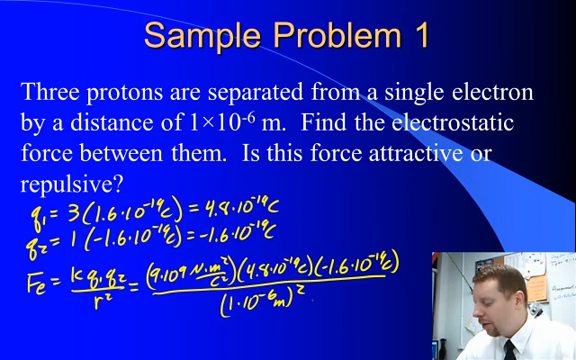 Sample Problem 1
Three protons are separated from a single electron
by a distance of 1×10⁻⁶ m. Find the electrostatic
force between them. Is this force attractive or
repulsive?
q₁ = 3 (1.6·10⁻¹⁹C) = 4.8·10⁻¹⁹C
q₂ = 1 (-1.6·10⁻¹⁹C) = -1.6·10⁻¹⁹C
Fe = kq₁q₂/r² = (9·10⁹ N·m²/C²)(4.8·10⁻¹⁹C)(-1.6·10⁻¹⁹C)/(1·10⁻⁶m)²